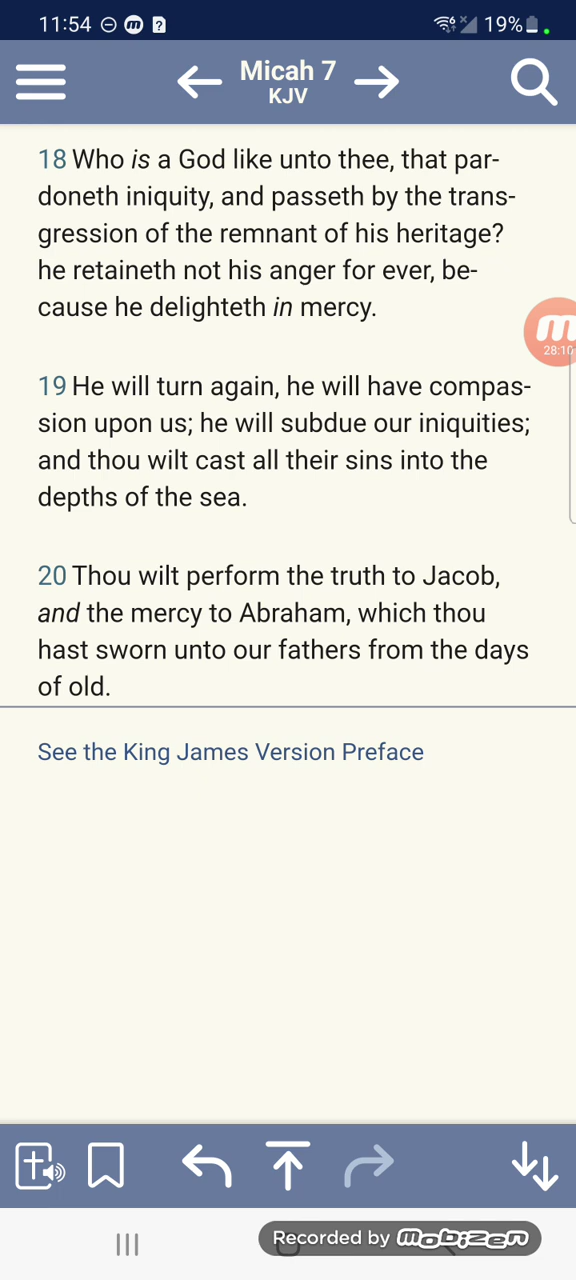 11:54 19%
Micah 7
KJV
18 Who is a God like unto thee, that par-
doneth iniquity, and passeth by the trans-
gression of the remnant of his heritage?
he retaineth not his anger for ever, be-
cause he delighteth in mercy.
28:10
19 He will turn again, he will have compas-
sion upon us; he will subdue our iniquities;
and thou wilt cast all their sins into the
depths of the sea.
20 Thou wilt perform the truth to Jacob,
and the mercy to Abraham, which thou
hast sworn unto our fathers from the days
of old.
See the King James Version Preface
Recorded by mobizen